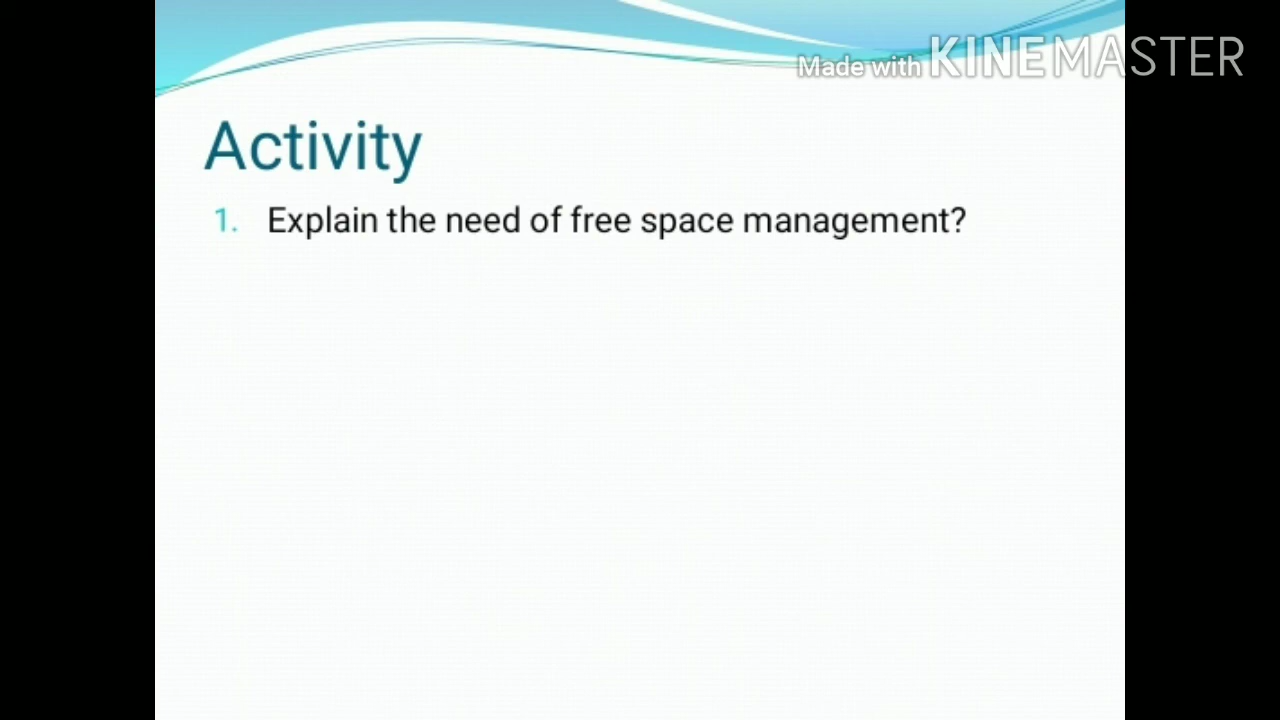 Made with KINEMASTER
Activity
1. Explain the need of free space management?